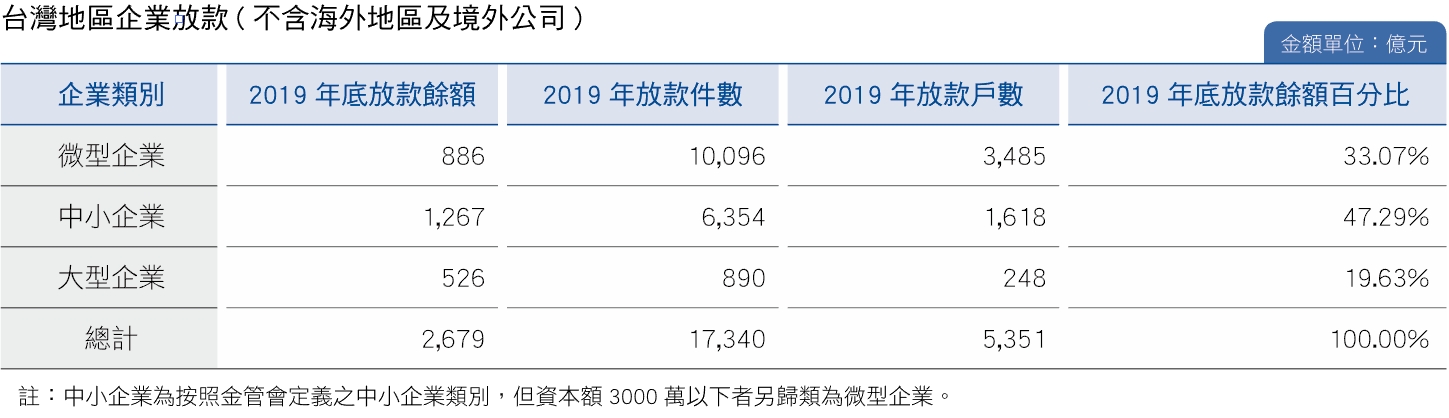 台灣地區企業放款 ( 不含海外地區及境外公司 )
金額單位：億元
企業類別 2019 年底放款餘額 2019 年放款件數 2019 年放款戶數 2019 年底放款餘額百分比
微型企業 886 10,096 3,485 33.07%
中小企業 1,267 6,354 1,618 47.29%
大型企業 526 890 248 19.63%
總計 2,679 17,340 5,351 100.00%
註：中小企業為按照金管會定義之中小企業類別，但資本額 3000 萬以下者另歸類為微型企業。